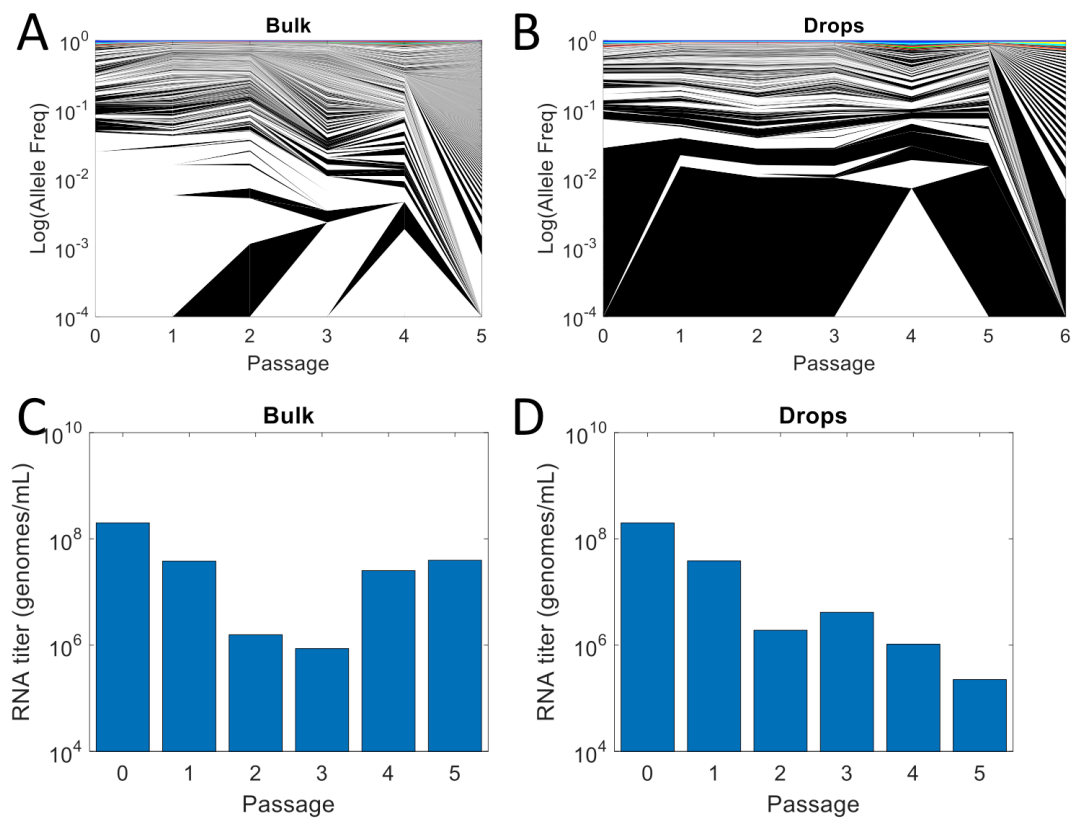 A
Bulk
Log(Allele Freq)
10^0
10^-1
10^-2
10^-3
10^-4
0 1 2 3 4 5
Passage
B
Drops
Log(Allele Freq)
10^0
10^-1
10^-2
10^-3
10^-4
0 1 2 3 4 5 6
Passage
C
Bulk
RNA titer (genomes/mL)
10^10
10^8
10^6
10^4
0 1 2 3 4 5
Passage
D
Drops
RNA titer (genomes/mL)
10^10
10^8
10^6
10^4
0 1 2 3 4 5
Passage